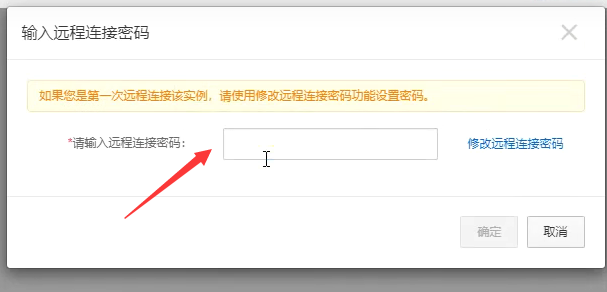 输入远程连接密码
如果您是第一次远程连接该实例，请使用修改远程连接密码功能设置密码。
*请输入远程连接密码：
修改远程连接密码
确定
取消